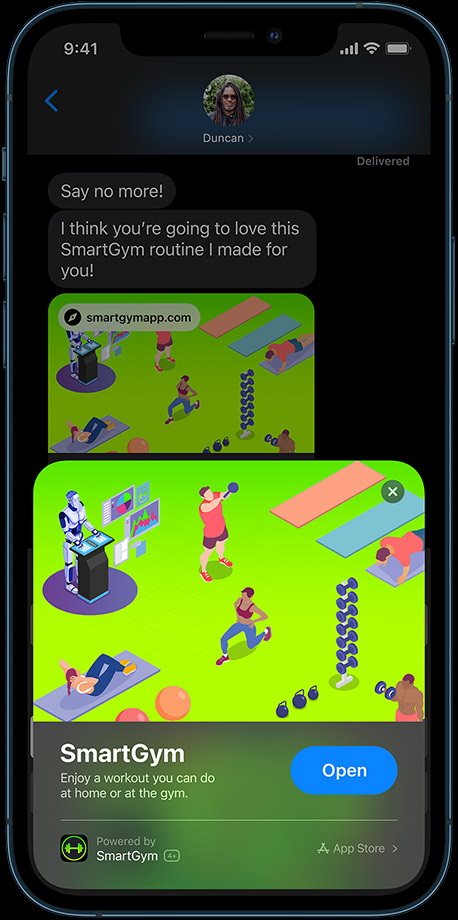 9:41
Duncan
Delivered
Say no more!
I think you’re going to love this
SmartGym routine I made for
you!
smartgymapp.com
SmartGym
Enjoy a workout you can do
at home or at the gym.
Open
Powered by
SmartGym 4+
App Store